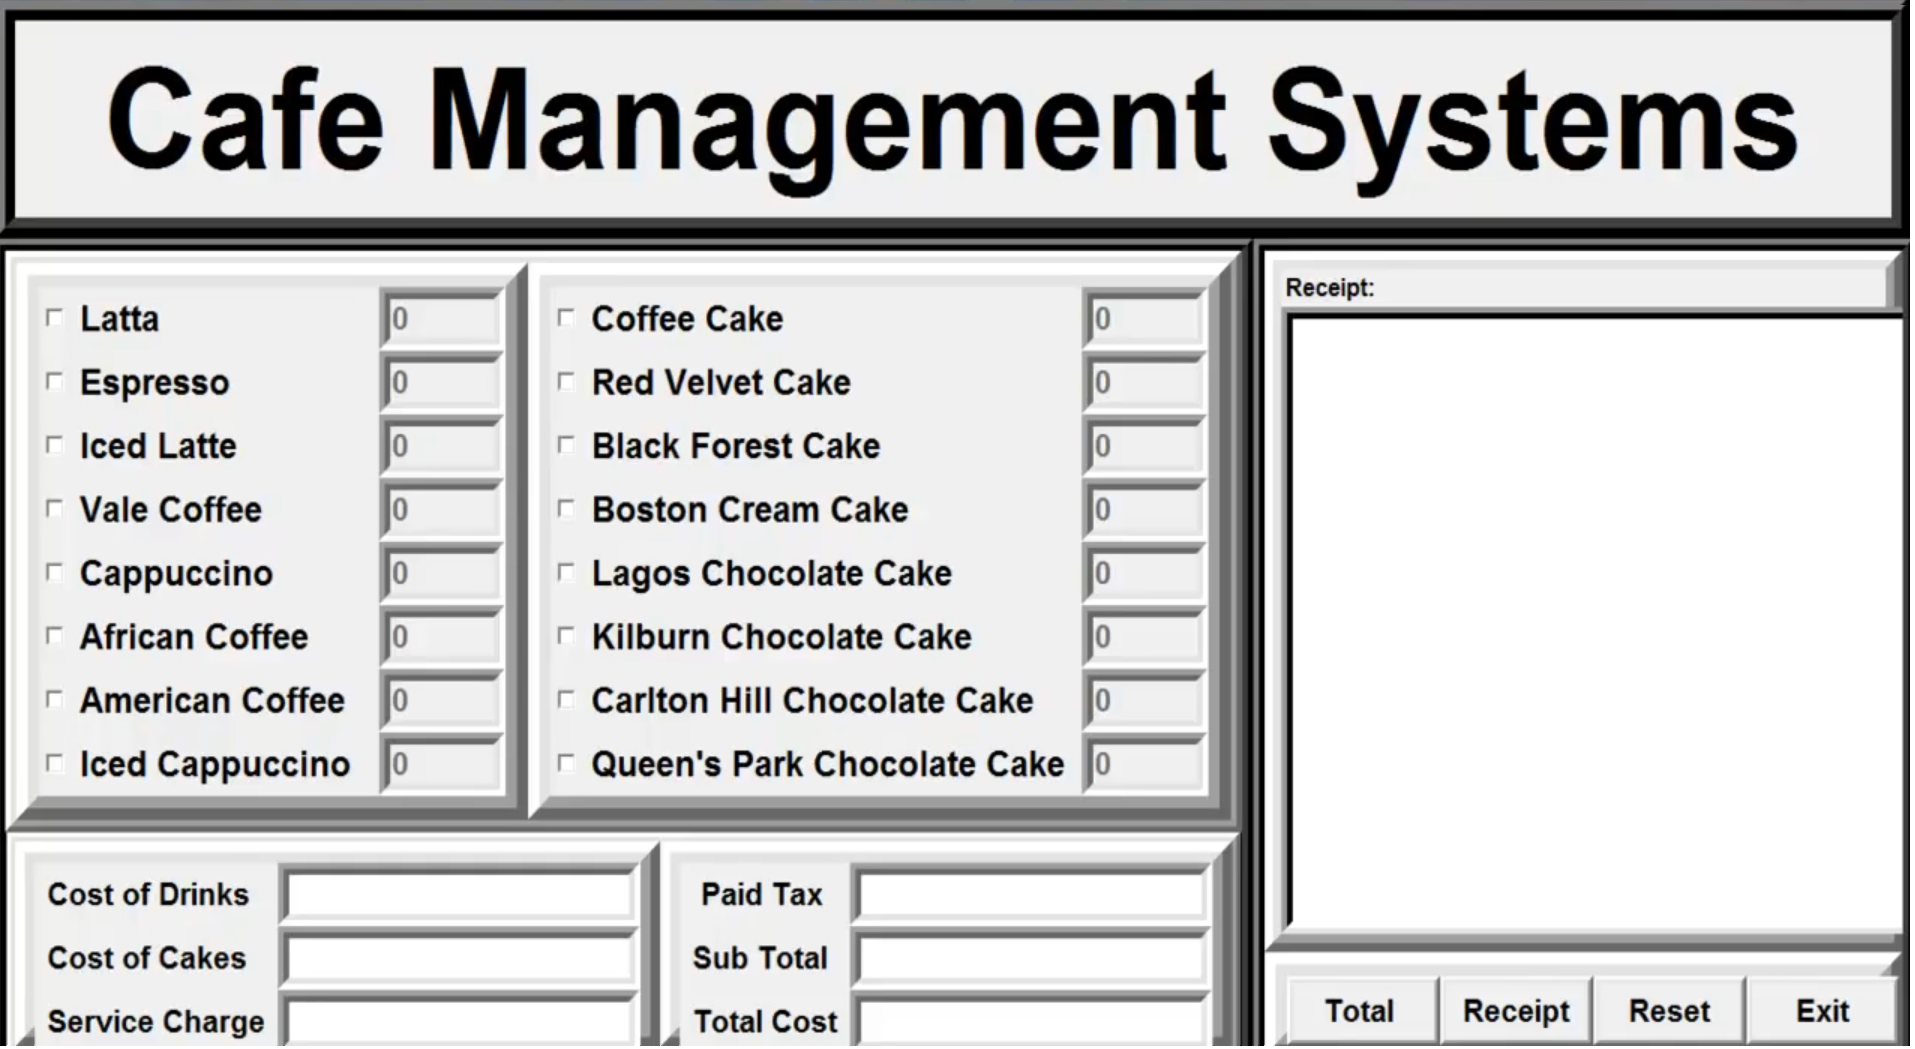 Cafe Management Systems
Latta 0
Espresso 0
Iced Latte 0
Vale Coffee 0
Cappuccino 0
African Coffee 0
American Coffee 0
Iced Cappuccino 0
Coffee Cake 0
Red Velvet Cake 0
Black Forest Cake 0
Boston Cream Cake 0
Lagos Chocolate Cake 0
Kilburn Chocolate Cake 0
Carlton Hill Chocolate Cake 0
Queen's Park Chocolate Cake 0
Receipt:
Cost of Drinks
Cost of Cakes
Service Charge
Paid Tax
Sub Total
Total Cost
Total Receipt Reset Exit